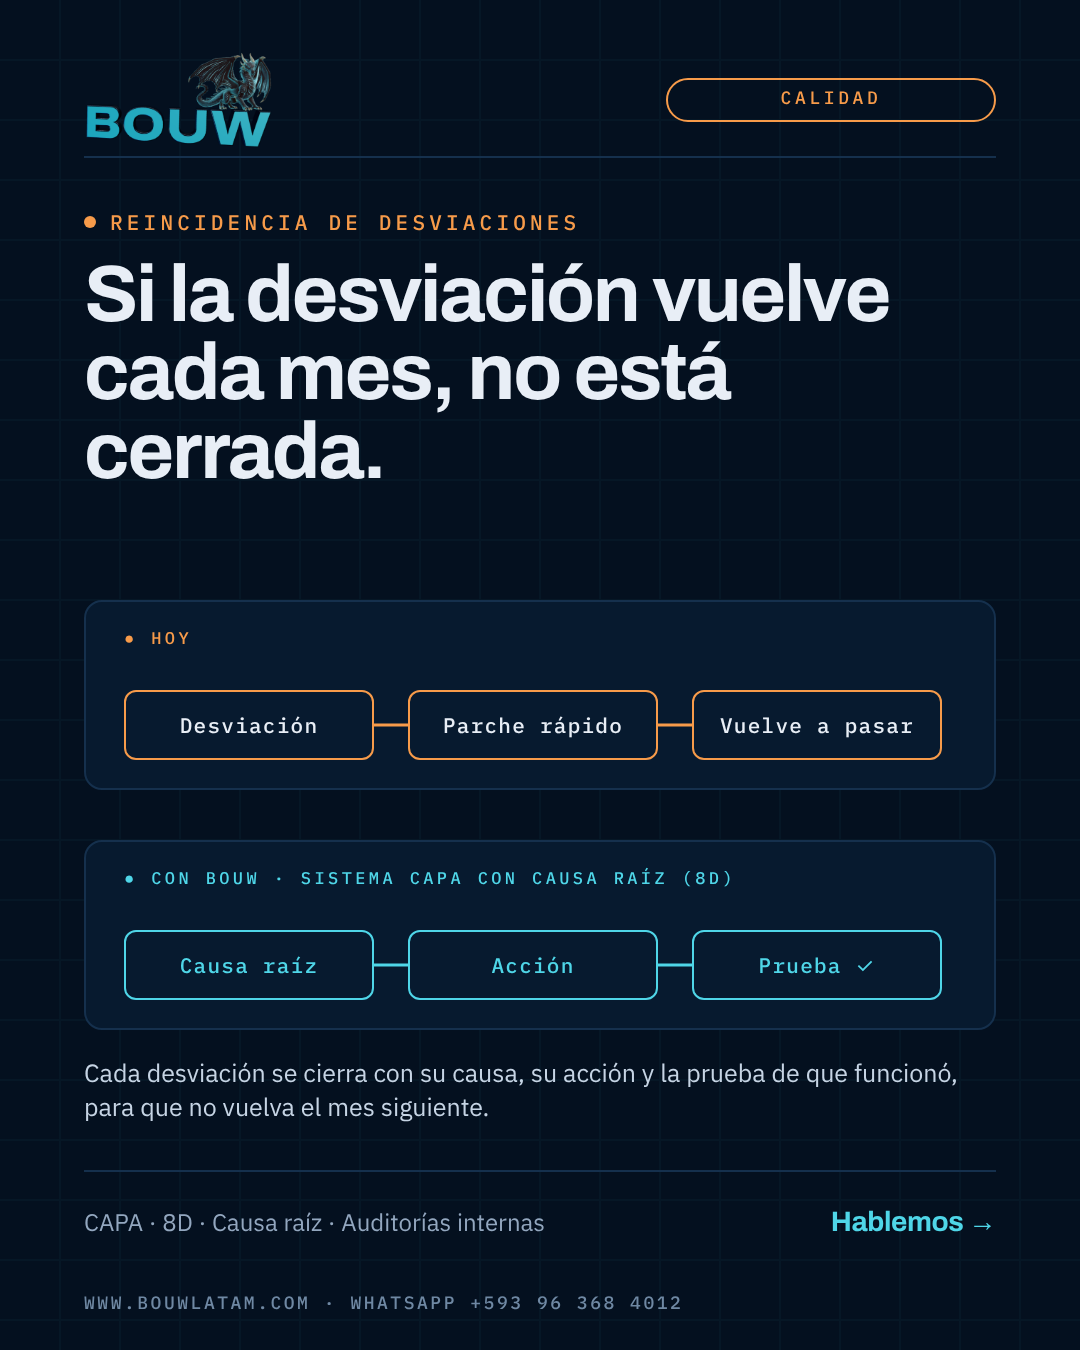 BOUW
CALIDAD
REINCIDENCIA DE DESVIACIONES
Si la desviación vuelve
cada mes, no está
cerrada.
• HOY
Desviación
Parche rápido
Vuelve a pasar
• CON BOUW · SISTEMA CAPA CON CAUSA RAÍZ (8D)
Causa raíz
Acción
Prueba ✓
Cada desviación se cierra con su causa, su acción y la prueba de que funcionó,
para que no vuelva el mes siguiente.
CAPA · 8D · Causa raíz · Auditorías internas
Hablemos →
WWW.BOUWLATAM.COM · WHATSAPP +593 96 368 4012